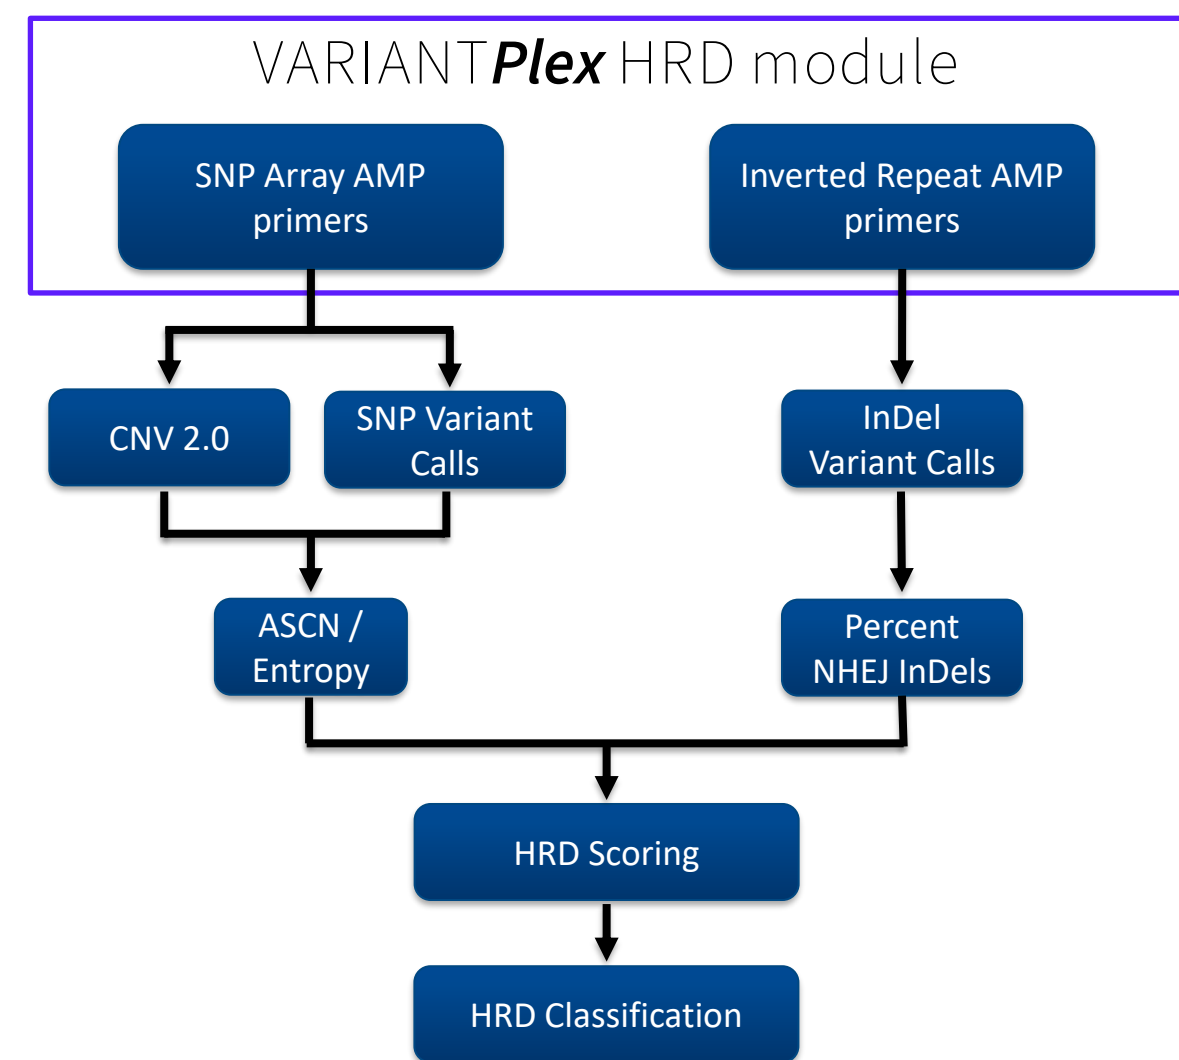 VARIANTPlex HRD module
SNP Array AMP
primers
Inverted Repeat AMP
primers
CNV 2.0
SNP Variant
Calls
InDel
Variant Calls
ASCN /
Entropy
Percent
NHEJ InDels
HRD Scoring
HRD Classification